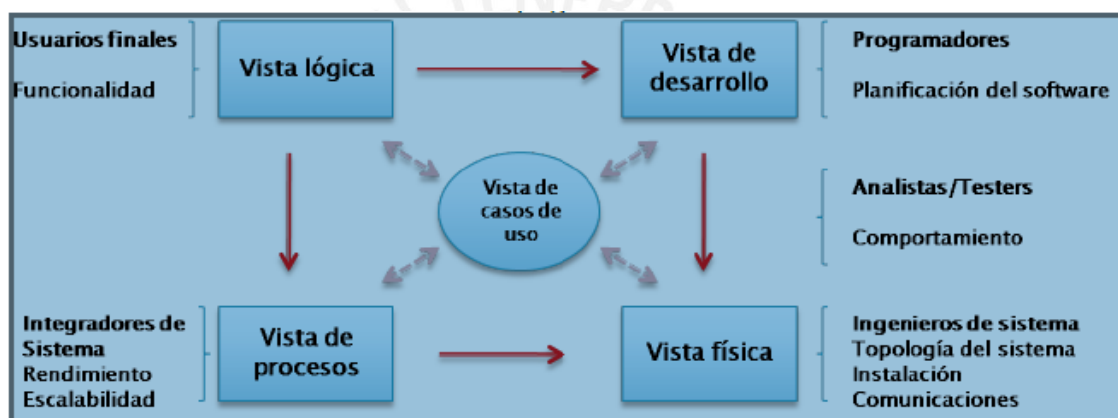 Usuarios finales
Funcionalidad
Vista lógica
Vista de
desarrollo
Programadores
Planificación del software
Vista de
casos de
uso
Analistas/Testers
Comportamiento
Integradores de
Sistema
Rendimiento
Escalabilidad
Vista de
procesos
Vista física
Ingenieros de sistema
Topología del sistema
Instalación
Comunicaciones